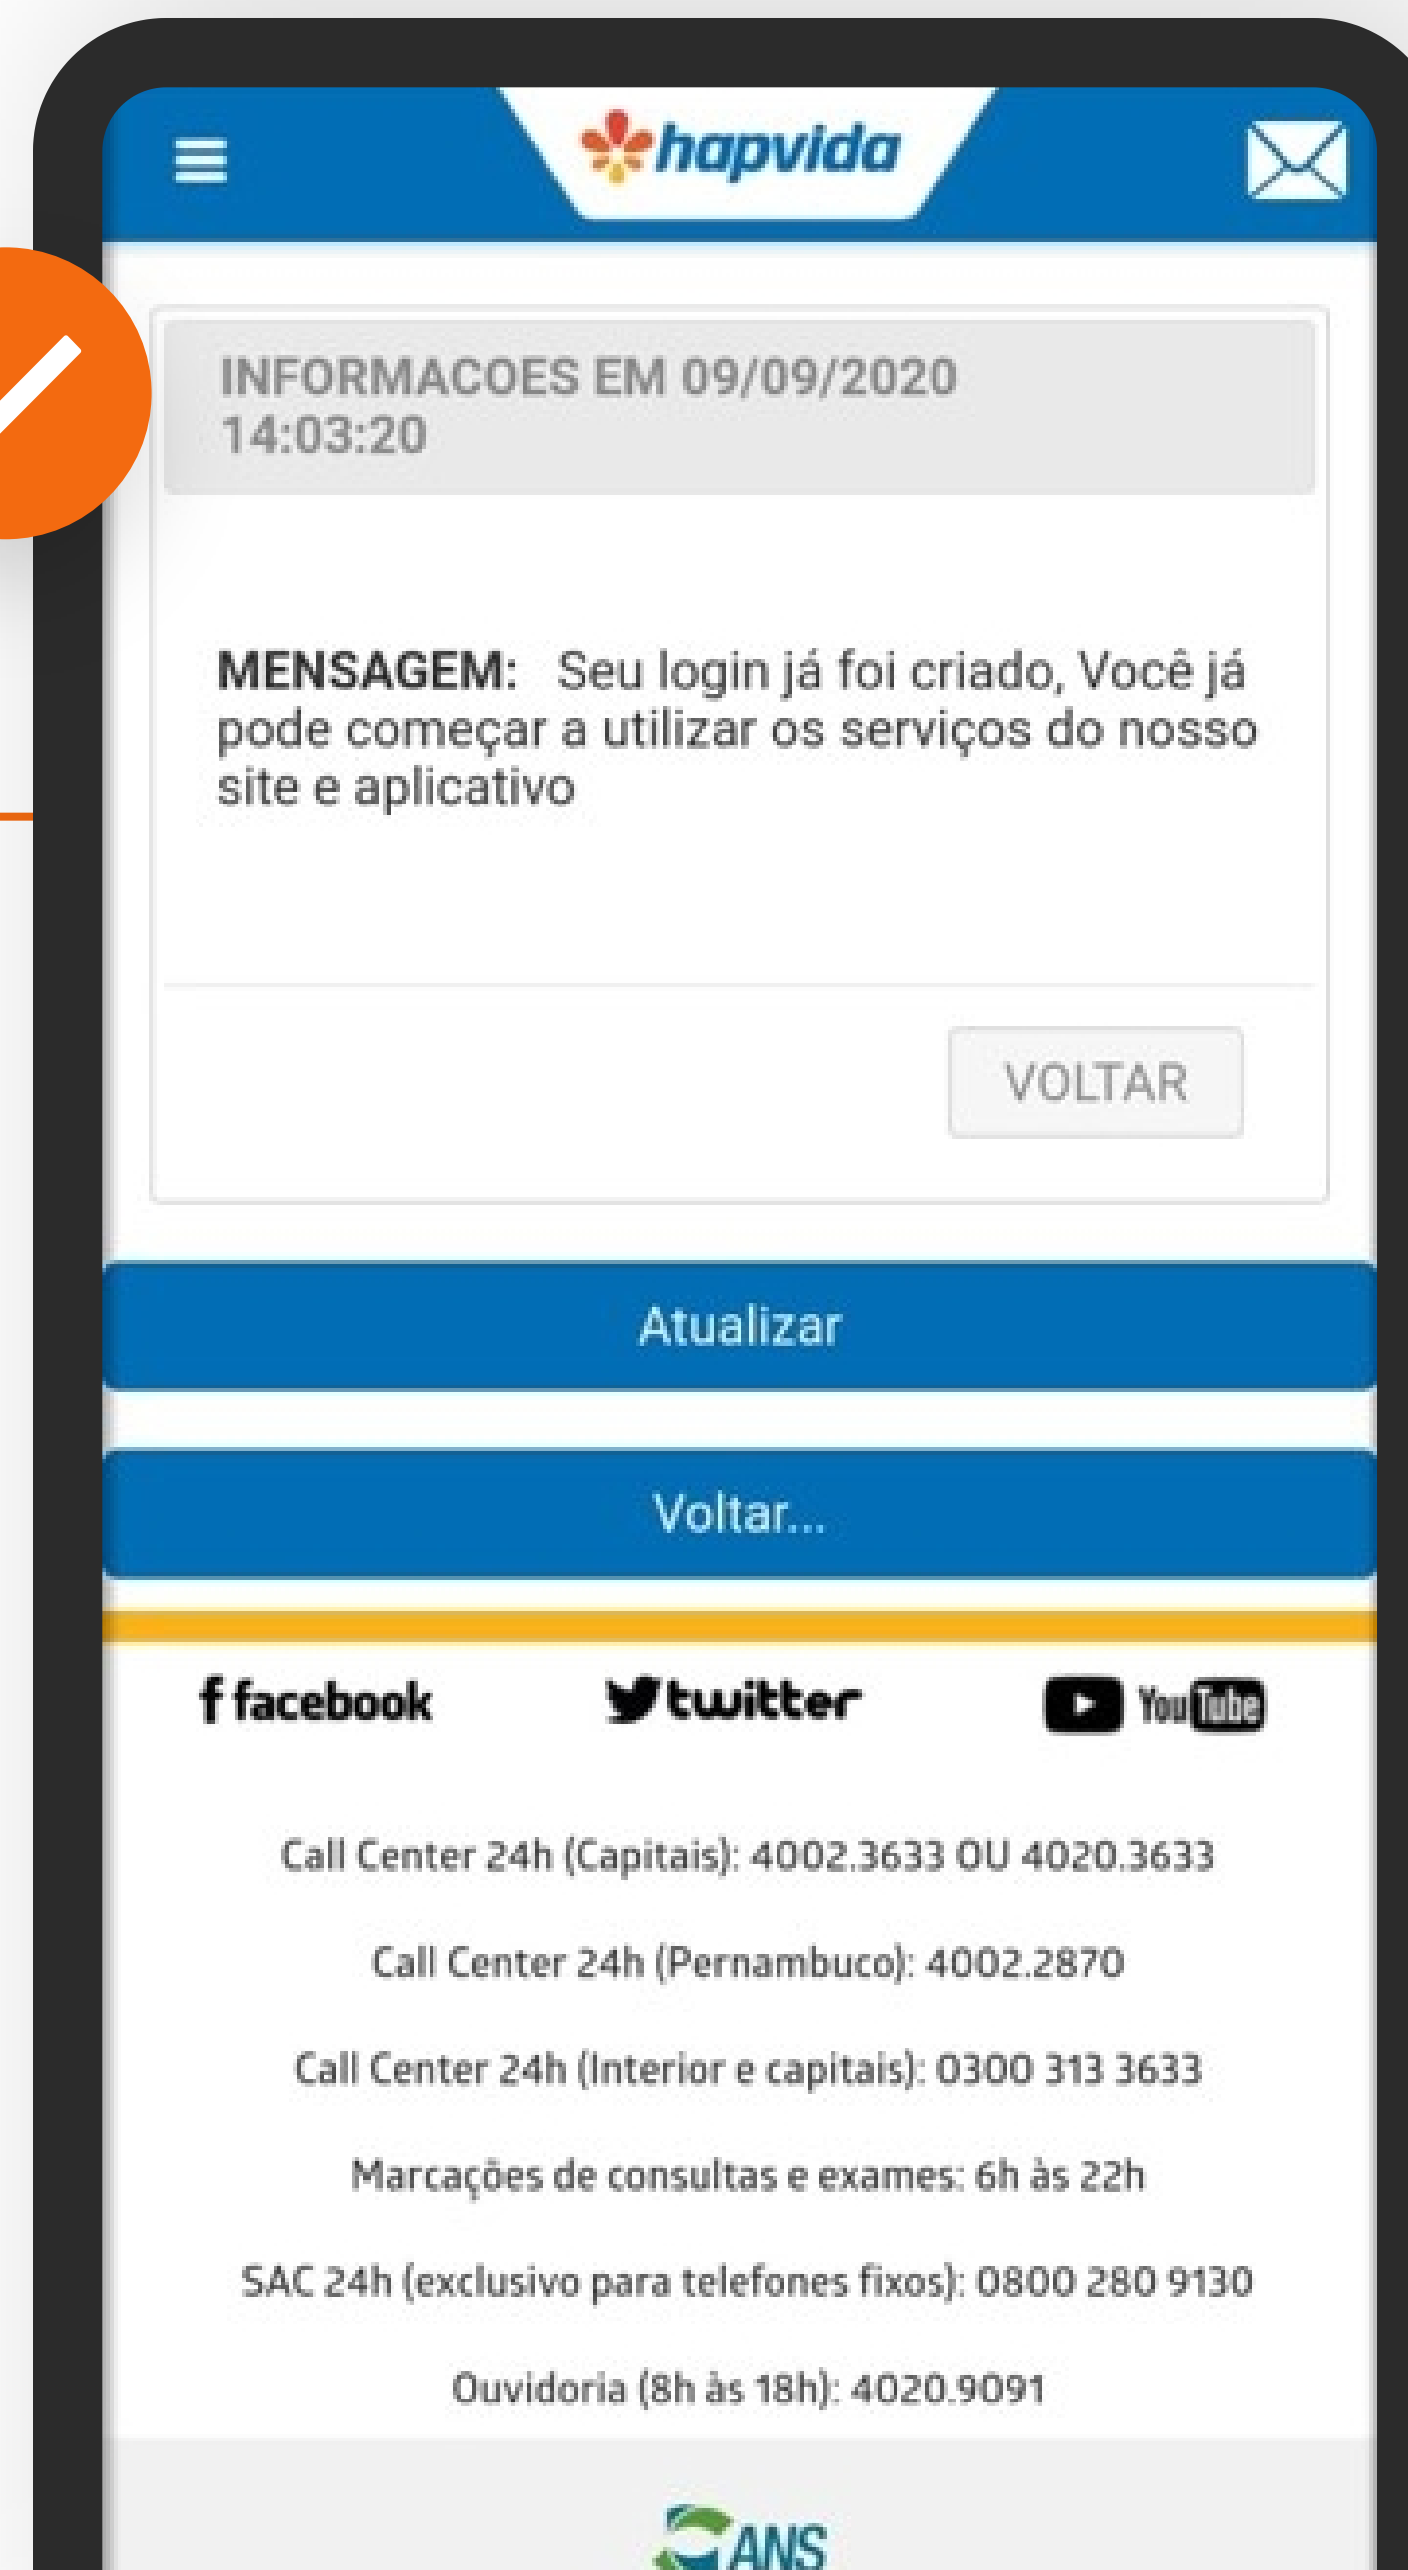 hapvida
INFORMACOES EM 09/09/2020
14:03:20
MENSAGEM: Seu login já foi criado, Você já
pode começar a utilizar os serviços do nosso
site e aplicativo
VOLTAR
Atualizar
Voltar...
f facebook twitter YouTube
Call Center 24h (Capitais): 4002.3633 OU 4020.3633
Call Center 24h (Pernambuco): 4002.2870
Call Center 24h (Interior e capitais): 0300 313 3633
Marcações de consultas e exames: 6h às 22h
SAC 24h (exclusivo para telefones fixos): 0800 280 9130
Ouvidoria (8h às 18h): 4020.9091
ANS